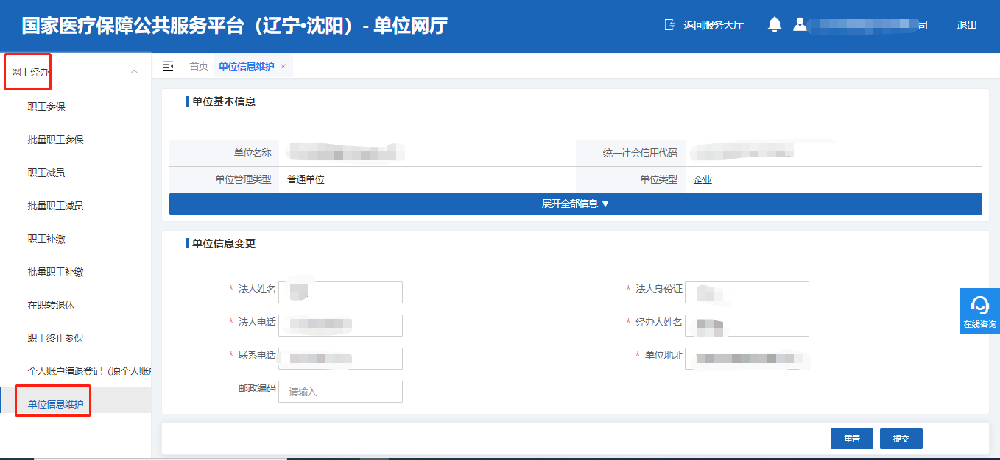 国家医疗保障公共服务平台（辽宁•沈阳）- 单位网厅
返回服务大厅
司
退出
网上经办
职工参保
批量职工参保
职工减员
批量职工减员
职工补缴
批量职工补缴
在职转退休
职工终止参保
个人账户清退登记（原个人账户
单位信息维护
首页 单位信息维护 ×
单位基本信息
单位名称
统一社会信用代码
单位管理类型 普通单位
单位类型 企业
展开全部信息 ▼
单位信息变更
* 法人姓名
* 法人身份证
* 法人电话
* 经办人姓名
* 联系电话
* 单位地址
邮政编码 请输入
重置 提交
在线咨询